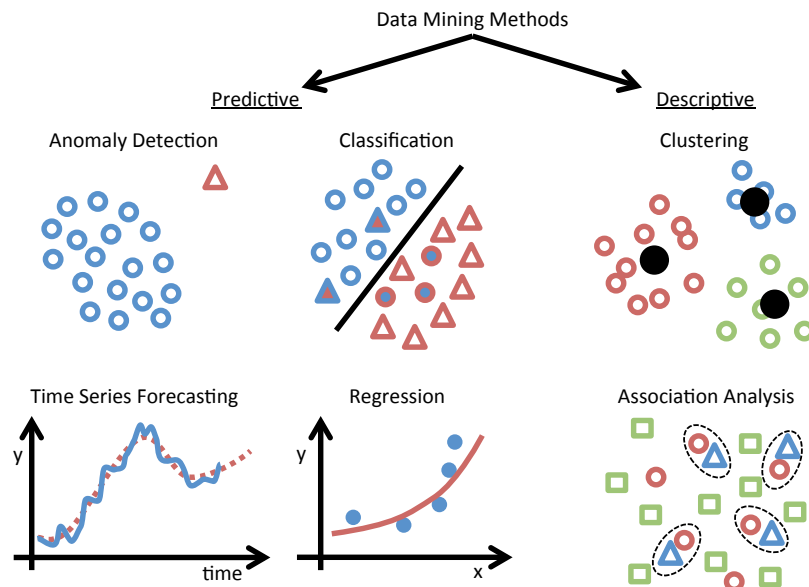 Data Mining Methods
Predictive
Descriptive
Anomaly Detection
Classification
Clustering
Time Series Forecasting
Regression
Association Analysis
y
y
time
x